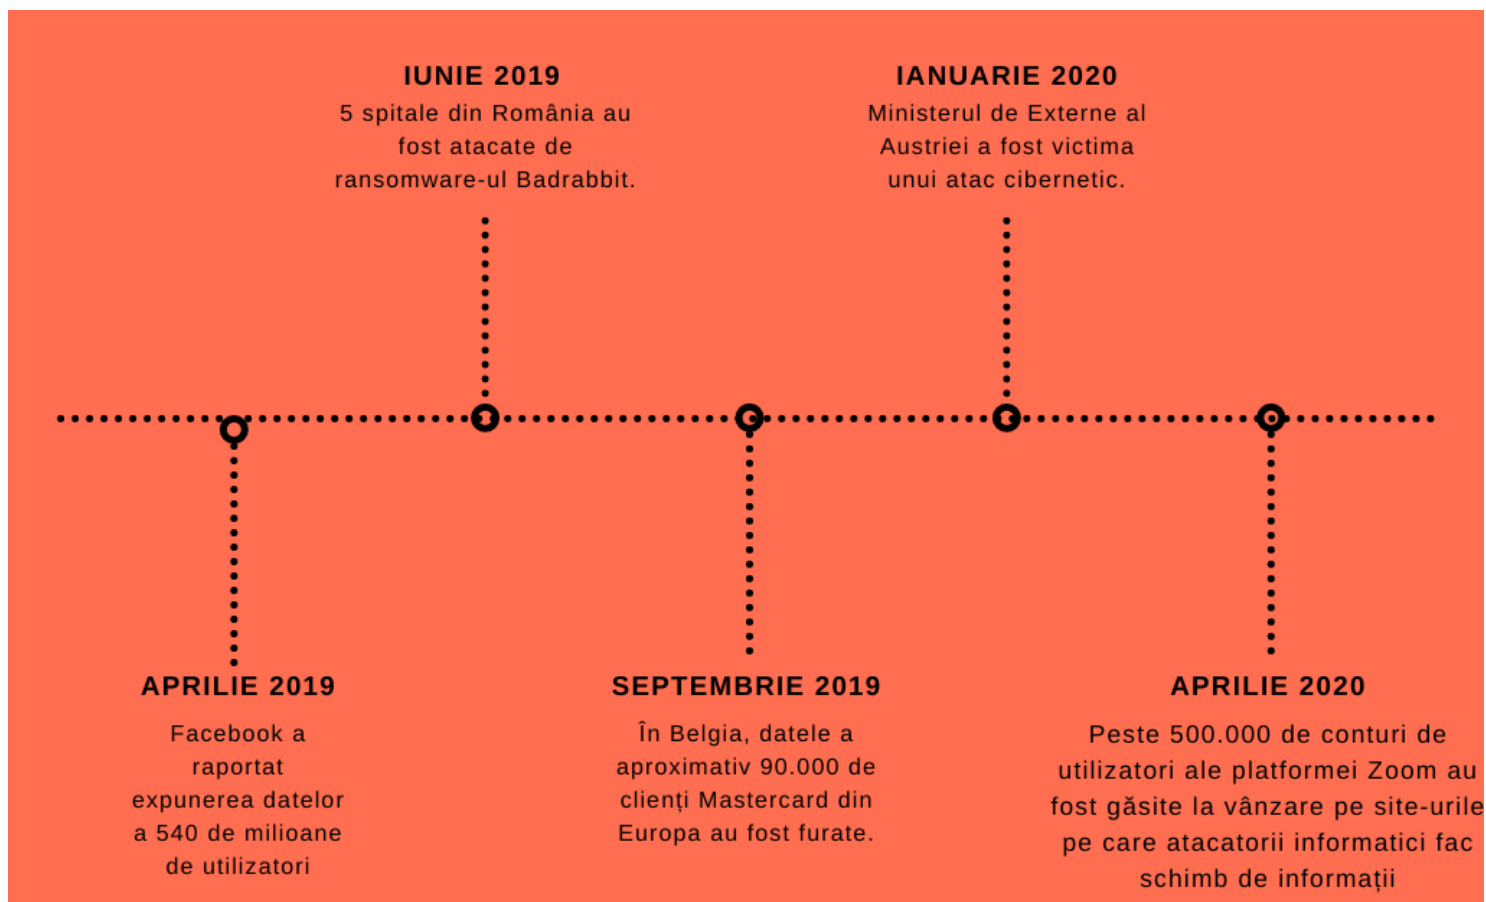 IUNIE 2019
5 spitale din România au
fost atacate de
ransomware-ul Badrabbit.
IANUARIE 2020
Ministerul de Externe al
Austriei a fost victima
unui atac cibernetic.
APRILIE 2019
Facebook a
raportat
expunerea datelor
a 540 de milioane
de utilizatori
SEPTEMBRIE 2019
În Belgia, datele a
aproximativ 90.000 de
clienți Mastercard din
Europa au fost furate.
APRILIE 2020
Peste 500.000 de conturi de
utilizatori ale platformei Zoom au
fost găsite la vânzare pe site-urile
pe care atacatorii informatici fac
schimb de informații